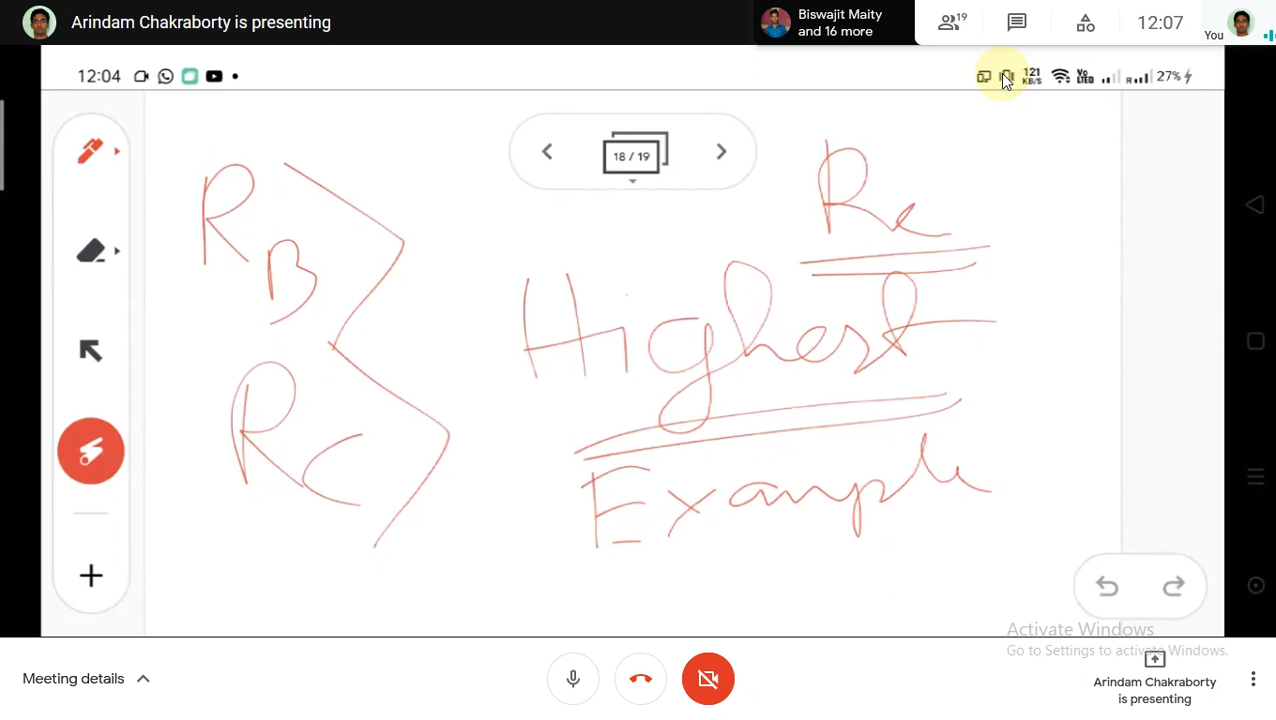 Arindam Chakraborty is presenting
Biswajit Maity
and 16 more
19
12:07
You
12:04
121
KB/S
Vo
LTED
R
27%
18 / 19
RB
RC
Highest
Example
Activate Windows
Go to Settings to activate Windows.
Meeting details
Arindam Chakraborty
is presenting